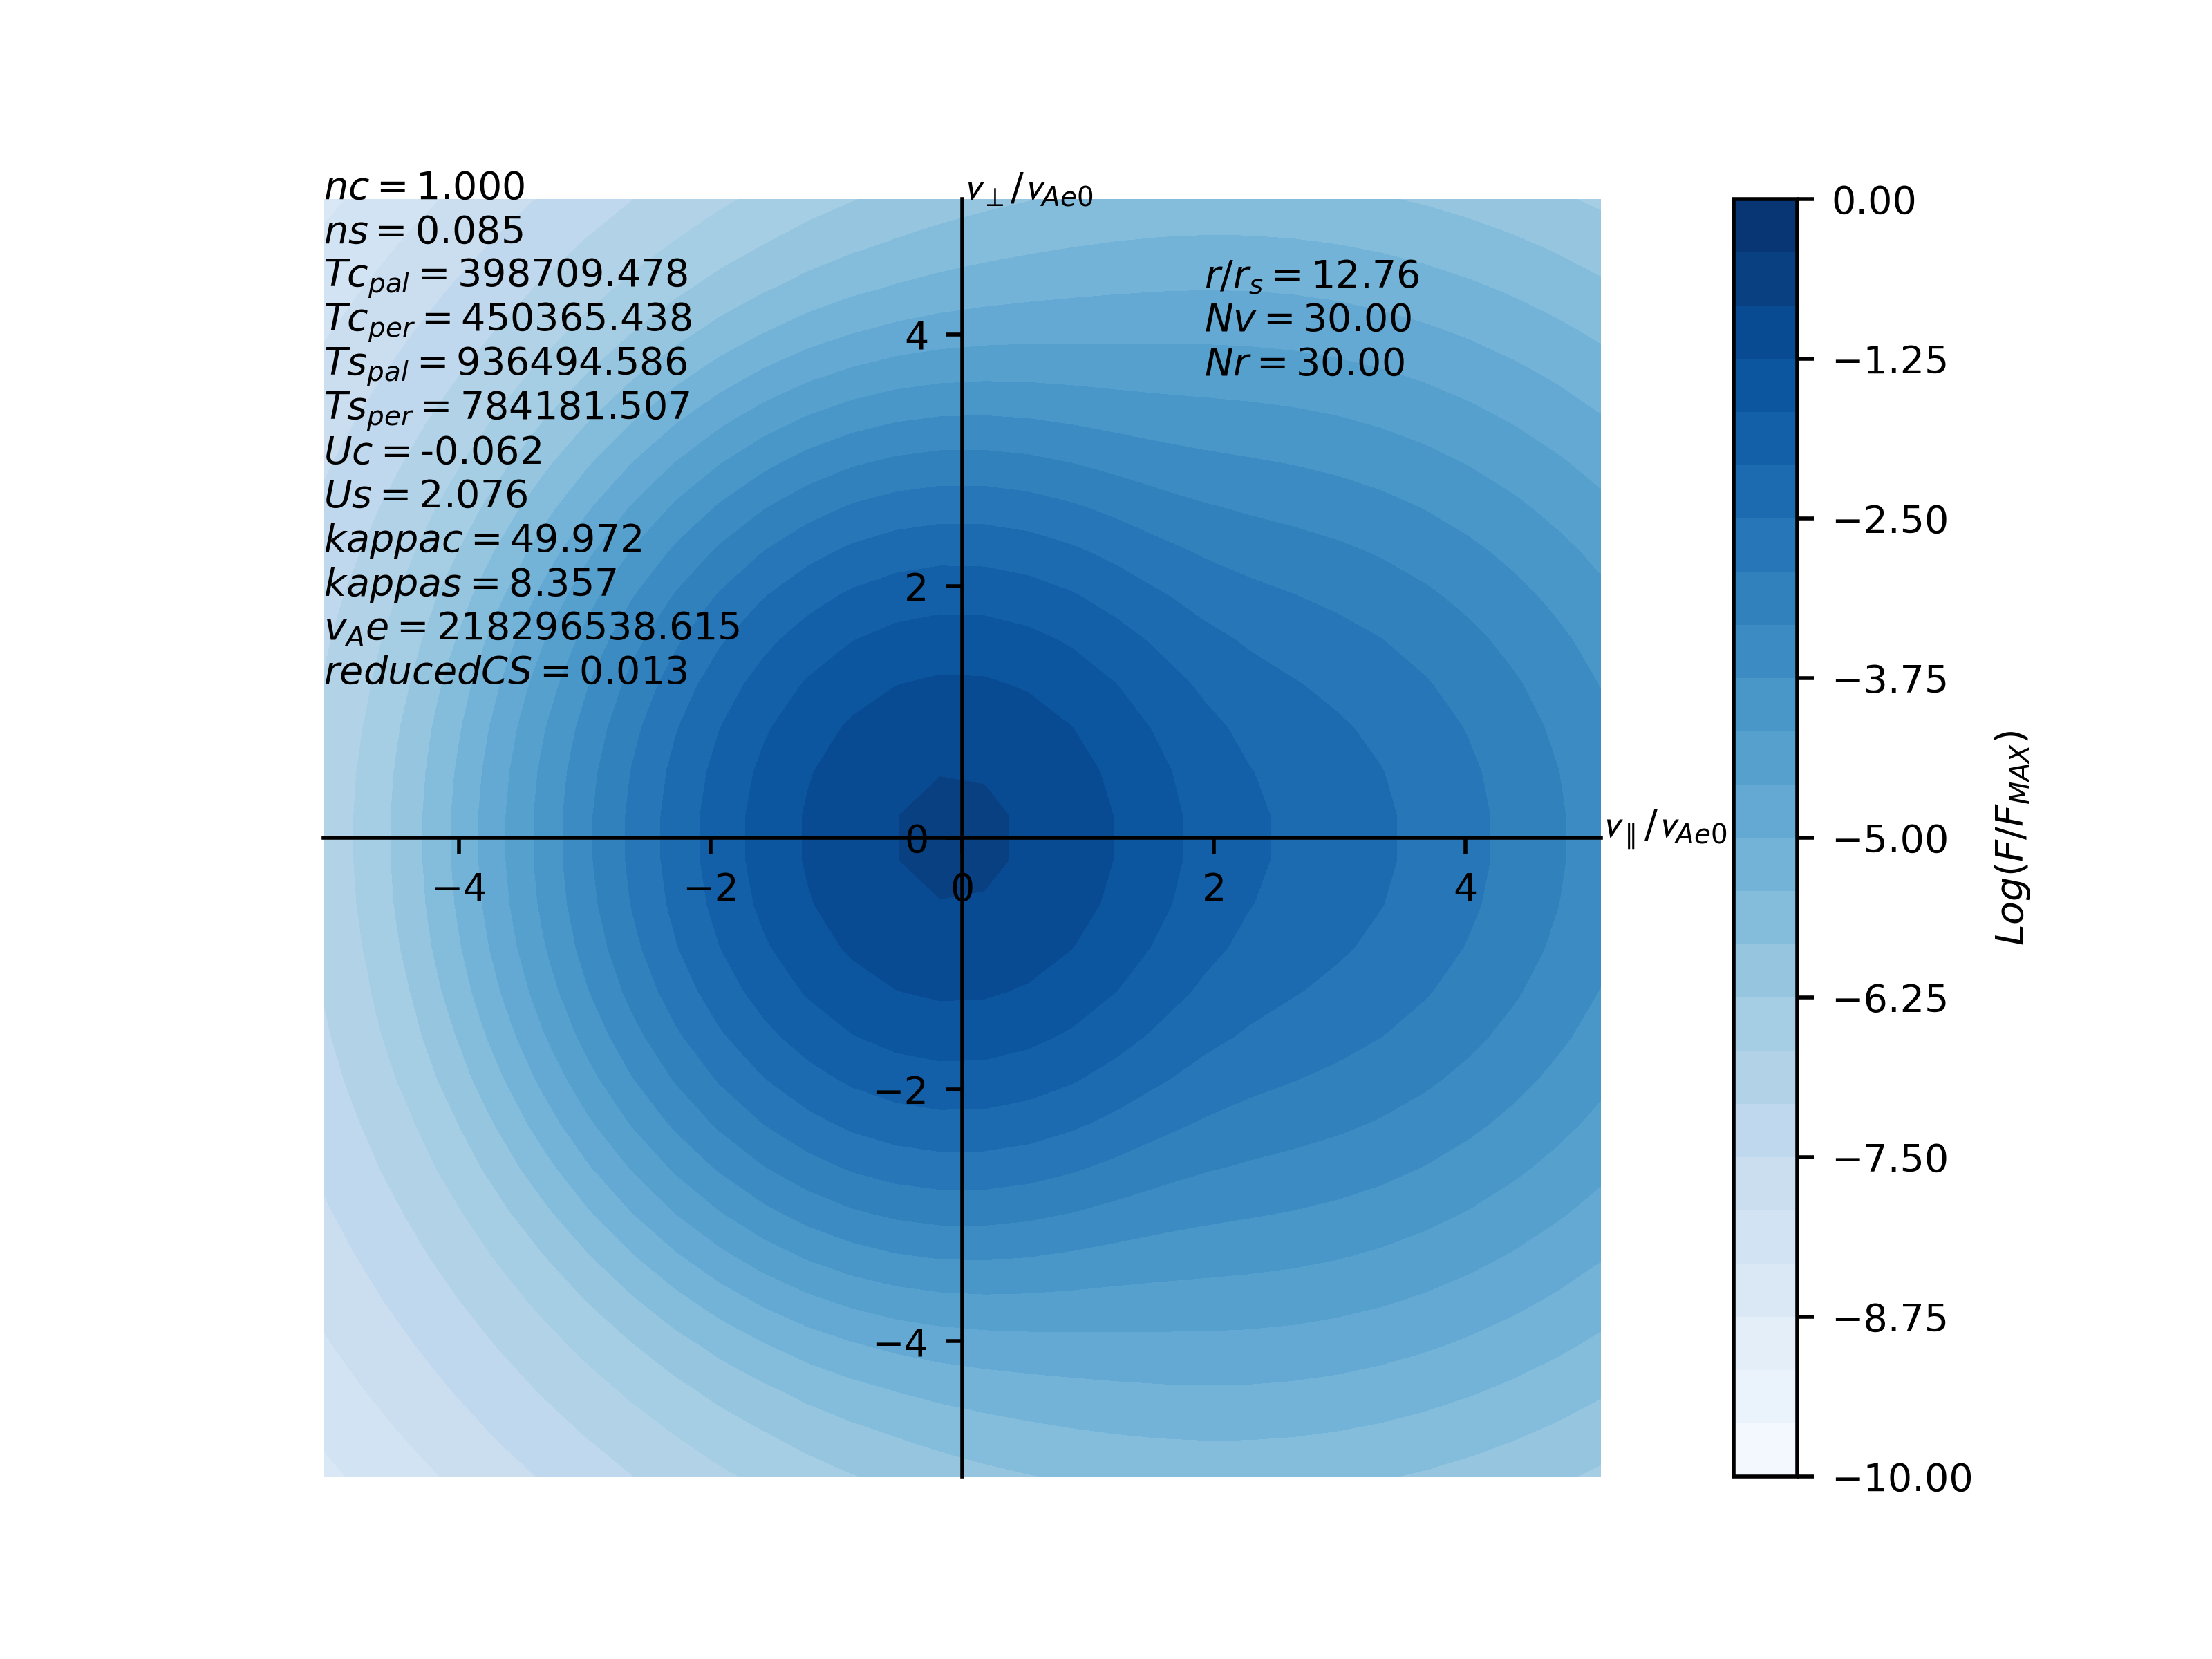 nc = 1.000
ns = 0.085
Tc_pal = 398709.478
Tc_per = 450365.438
Ts_pal = 936494.586
Ts_per = 784181.507
Uc = -0.062
Us = 2.076
kappac = 49.972
kappas = 8.357
v_Ae = 218296538.615
reducedCS = 0.013
v⊥/v_Ae0
r/r_s = 12.76
Nv = 30.00
Nr = 30.00
4
2
0
−2
−4
−4 −2 0 2 4
v∥/v_Ae0
0.00
−1.25
−2.50
−3.75
−5.00
−6.25
−7.50
−8.75
−10.00
Log(F/F_MAX)